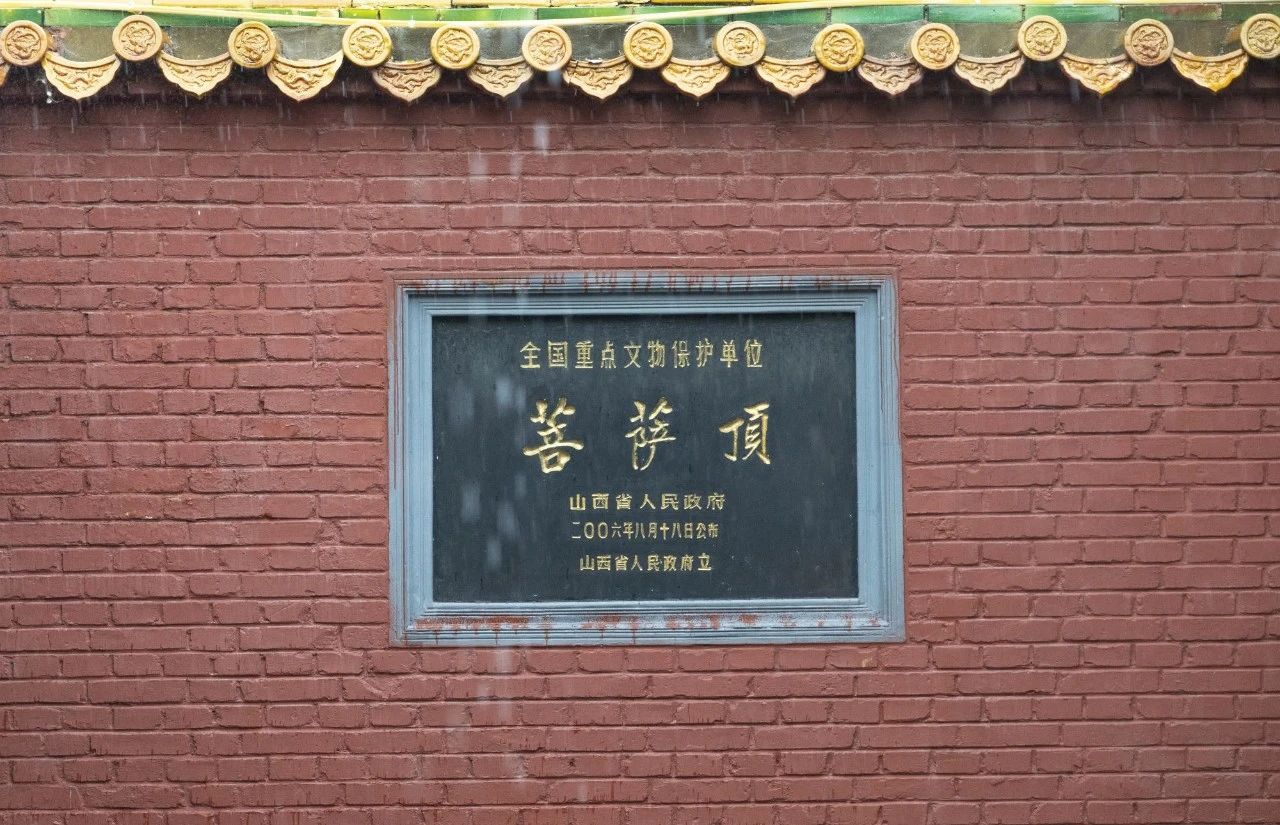 全国重点文物保护单位
菩萨頂
山西省人民政府
二〇〇六年八月十八日公布
山西省人民政府立